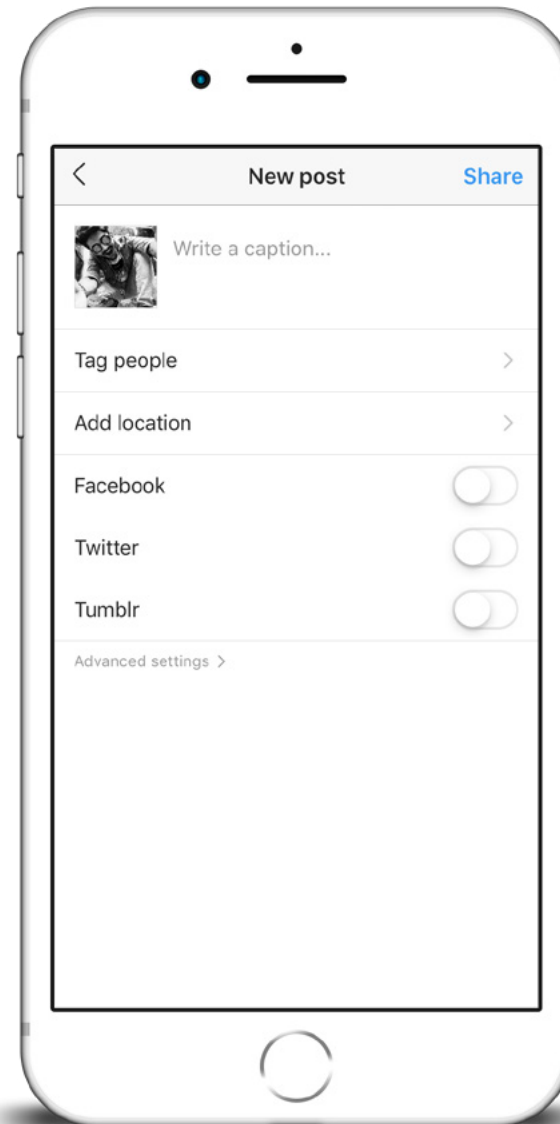 New post
Share
Write a caption...
Tag people
Add location
Facebook
Twitter
Tumblr
Advanced settings